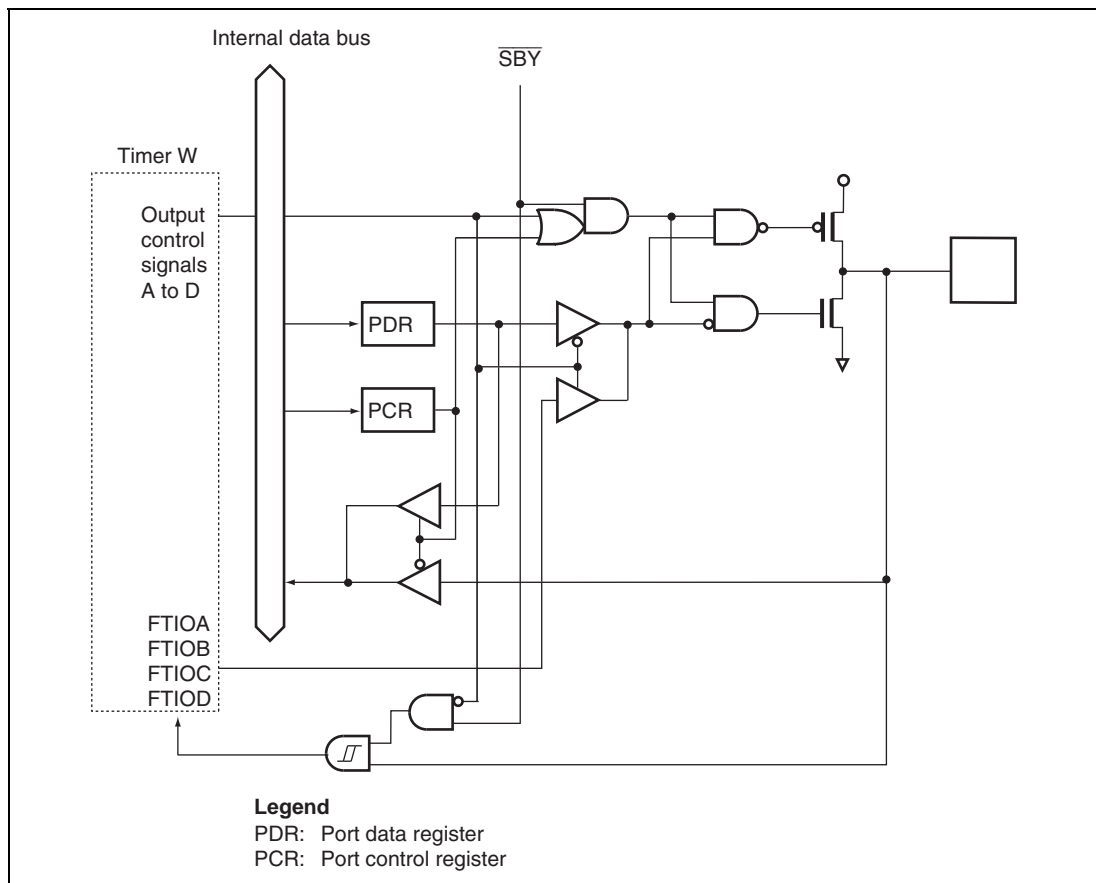 Internal data bus
SBY
Timer W
Output
control
signals
A to D
PDR
PCR
FTIOA
FTIOB
FTIOC
FTIOD
Legend
PDR: Port data register
PCR: Port control register